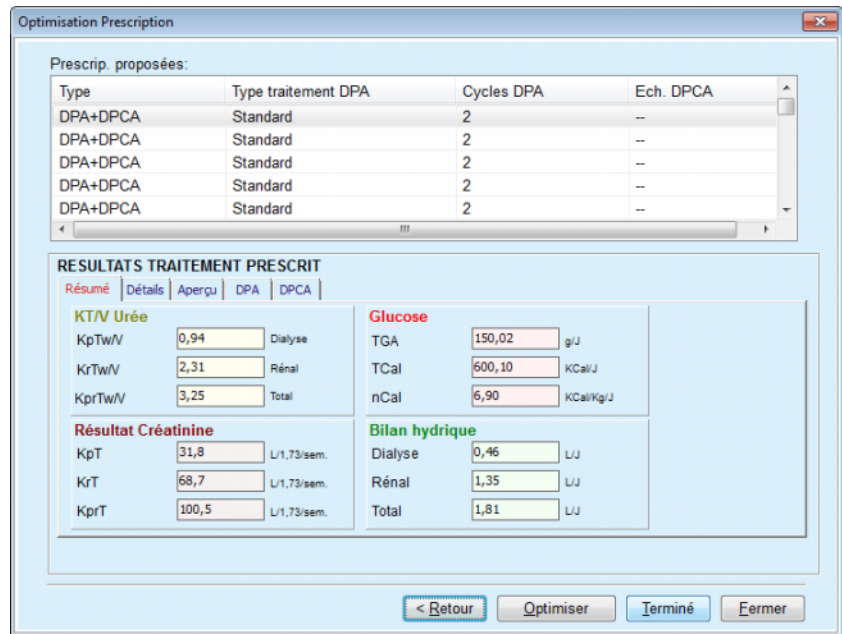 Optimisation Prescription
Prescrip. proposées:
Type Type traitement DPA Cycles DPA Ech. DPCA
DPA+DPCA Standard 2 --
DPA+DPCA Standard 2 --
DPA+DPCA Standard 2 --
DPA+DPCA Standard 2 --
DPA+DPCA Standard 2 --
RESULTATS TRAITEMENT PRESCRIT
Résumé Détails Aperçu DPA DPCA
KT/V Urée
KpTw/V 0,94 Dialyse
KrTw/V 2,31 Rénal
KprTw/V 3,25 Total
Glucose
TGA 150,02 g/J
TCal 600,10 KCal/J
nCal 6,90 KCal/Kg/J
Résultat Créatinine
KpT 31,8 L/1,73/sem.
KrT 68,7 L/1,73/sem.
KprT 100,5 L/1,73/sem.
Bilan hydrique
Dialyse 0,46 L/J
Rénal 1,35 L/J
Total 1,81 L/J
< Retour Optimiser Terminé Fermer